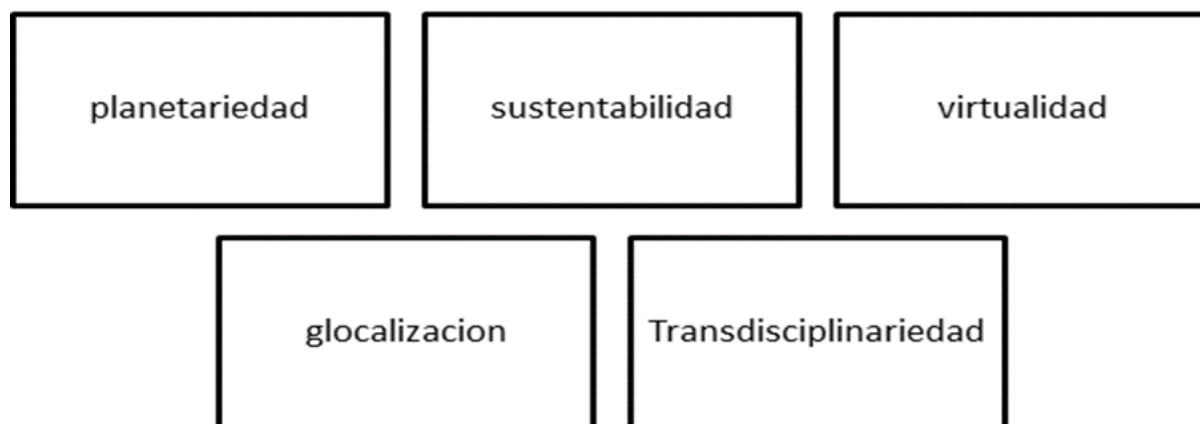 planetariedad
sustentabilidad
virtualidad
glocalizacion
Transdisciplinariedad